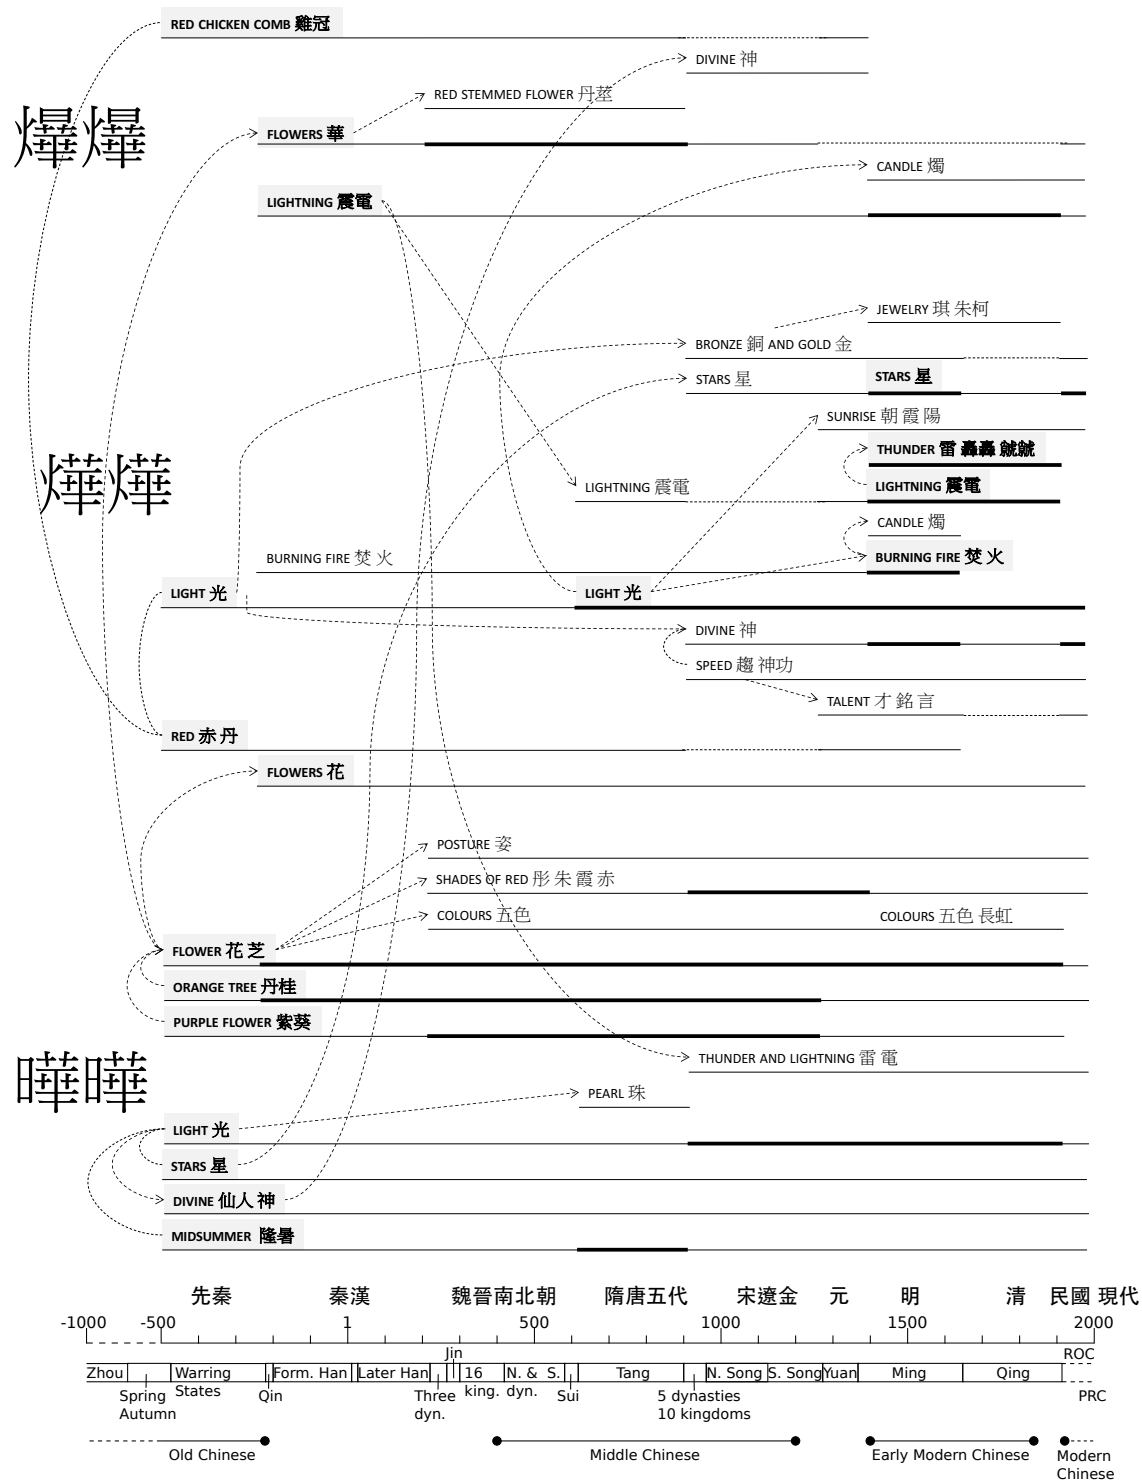 RED CHICKEN COMB 雞冠
DIVINE 神
RED STEMMED FLOWER 丹莖
爗爗
FLOWERS 華
CANDLE 燭
LIGHTNING 震電
JEWELRY 琪 朱柯
BRONZE 銅 AND GOLD 金
STARS 星
STARS 星
SUNRISE 朝 霞 陽
THUNDER 雷 轟轟 虩虩
燁燁
LIGHTNING 震電
LIGHTNING 震電
CANDLE 燭
BURNING FIRE 焚 火
BURNING FIRE 焚 火
LIGHT 光
LIGHT 光
DIVINE 神
SPEED 趨 神功
TALENT 才 銘 言
RED 赤 丹
FLOWERS 花
POSTURE 姿
SHADES OF RED 彤 朱 霞 赤
COLOURS 五色
COLOURS 五色 長虹
FLOWER 花 芝
ORANGE TREE 丹桂
PURPLE FLOWER 紫葵
THUNDER AND LIGHTNING 雷 電
曄曄
PEARL 珠
LIGHT 光
STARS 星
DIVINE 仙人 神
MIDSUMMER 隆暑
先秦 秦漢 魏晉南北朝 隋唐五代 宋遼金 元 明 清 民國 現代
-1000 -500 1 500 1000 1500 2000
Jin
ROC
Zhou Warring States Form. Han Later Han 16 king. N. & S. dyn. Tang N. Song S. Song Yuan Ming Qing
Spring Autumn Qin Three dyn. Sui 5 dynasties 10 kingdoms PRC
Old Chinese Middle Chinese Early Modern Chinese Modern Chinese